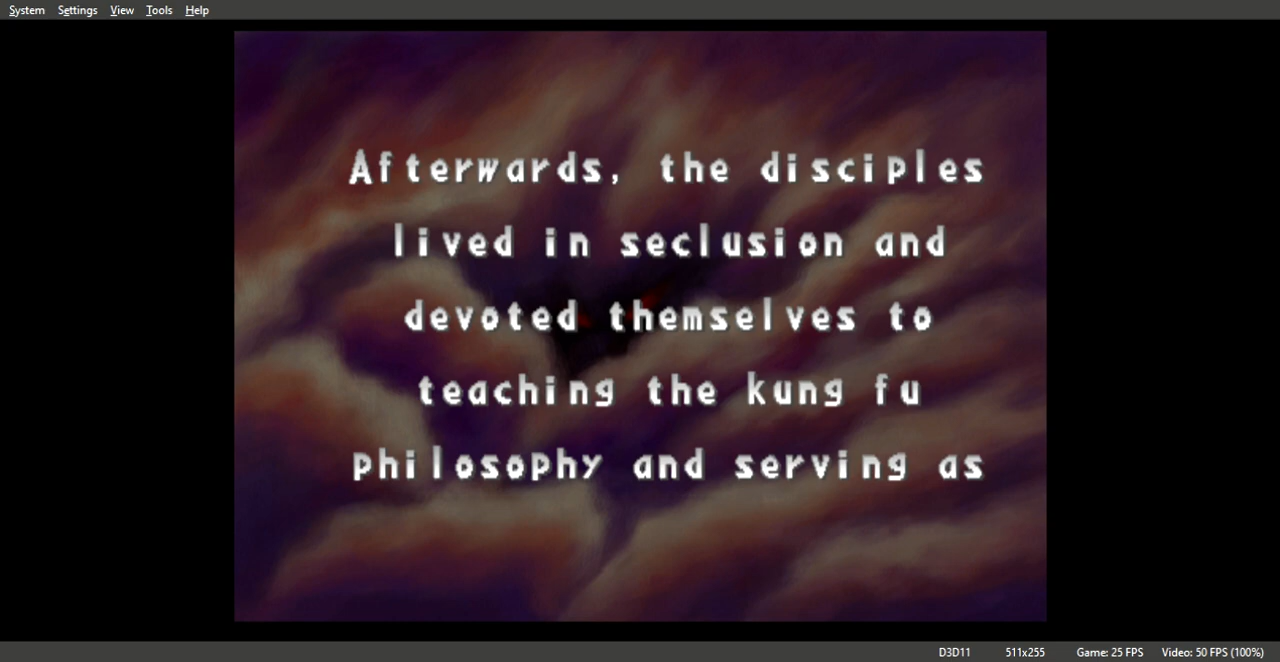 System Settings View Tools Help
Afterwards, the disciples
lived in seclusion and
devoted themselves to
teaching the kung fu
philosophy and serving as
D3D11 511x255 Game: 25 FPS Video: 50 FPS (100%)